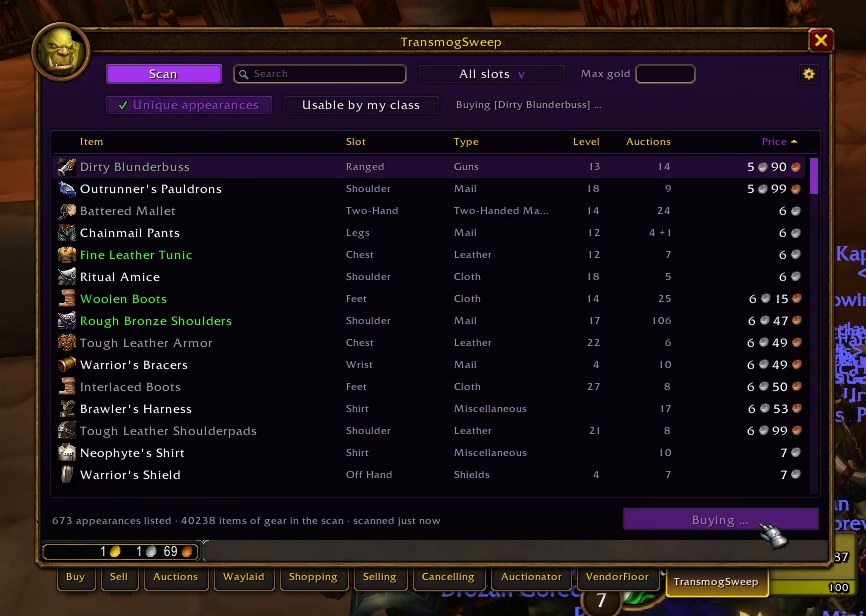 TransmogSweep
Scan Search All slots v Max gold
✓ Unique appearances Usable by my class Buying [Dirty Blunderbuss] ...
Item Slot Type Level Auctions Price
Dirty Blunderbuss Ranged Guns 13 14 5 90
Outrunner's Pauldrons Shoulder Mail 18 9 5 99
Battered Mallet Two-Hand Two-Handed Ma... 14 24 6
Chainmail Pants Legs Mail 12 4 +1 6
Fine Leather Tunic Chest Leather 12 7 6
Ritual Amice Shoulder Cloth 18 5 6
Woolen Boots Feet Cloth 14 25 6 15
Rough Bronze Shoulders Shoulder Mail 17 106 6 47
Tough Leather Armor Chest Leather 22 6 6 49
Warrior's Bracers Wrist Mail 4 10 6 49
Interlaced Boots Feet Cloth 27 8 6 50
Brawler's Harness Shirt Miscellaneous 17 6 53
Tough Leather Shoulderpads Shoulder Leather 21 8 6 99
Neophyte's Shirt Shirt Miscellaneous 10 7
Warrior's Shield Off Hand Shields 4 7 7
673 appearances listed · 40238 items of gear in the scan · scanned just now Buying ...
1 1 69
Buy Sell Auctions Waylaid Shopping Selling Cancelling Auctionator VendorFloor TransmogSweep
37
100
7